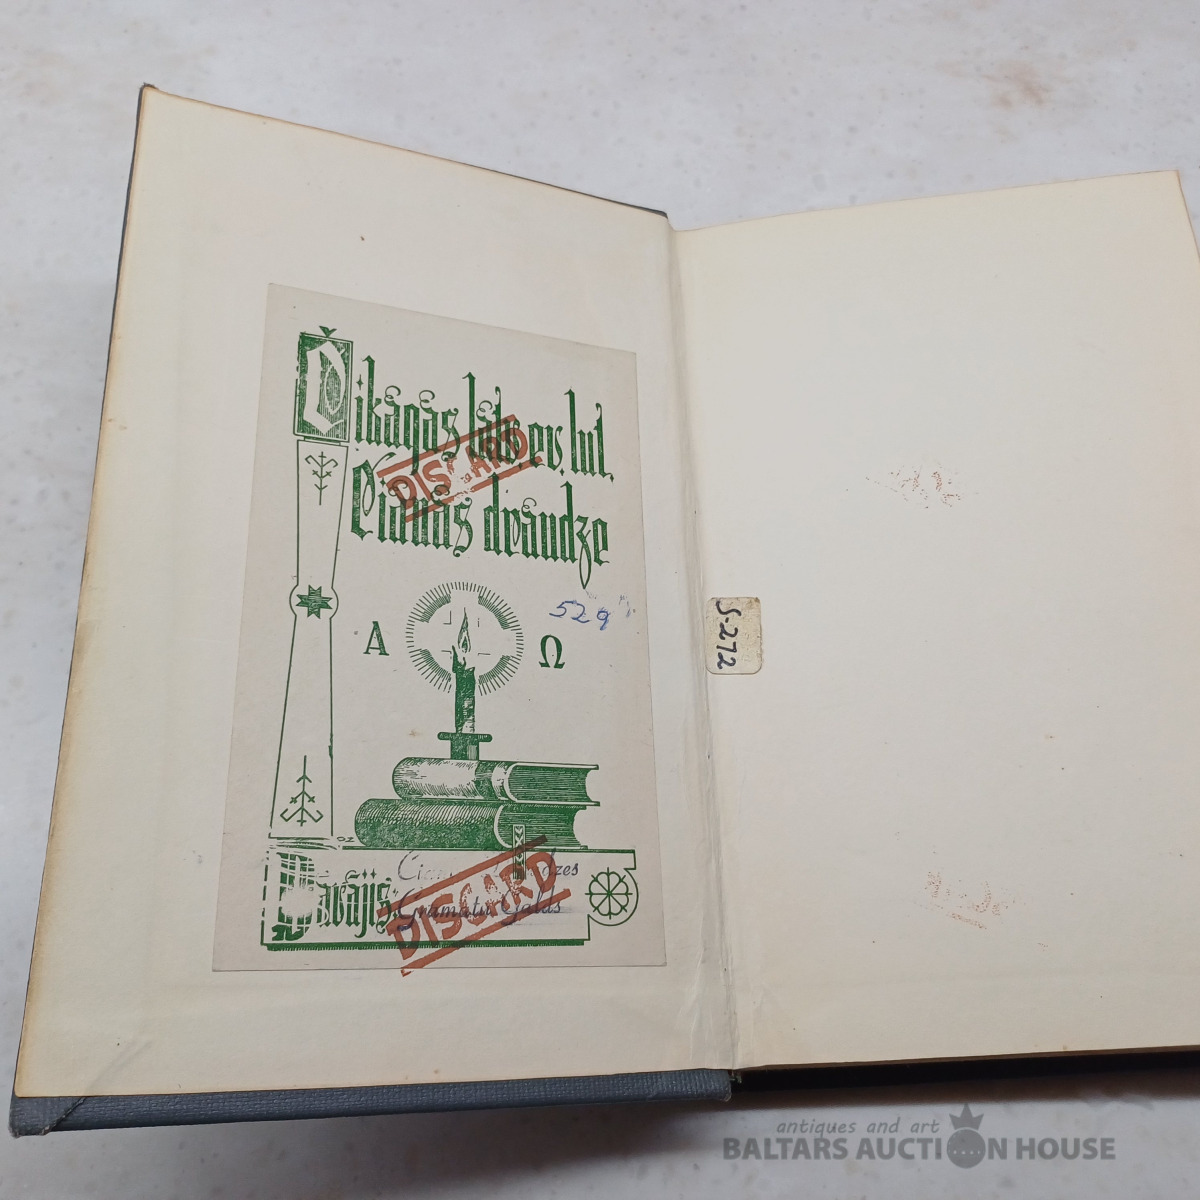 Čikāgas latv. ev. lut.
Ciānas draudze
DISCARD
529
Α Ω
S-272
O.Z.
Dāvājis:
Grāmatu Galds
DISCARD
antiques and art
BALTARS AUCTION HOUSE